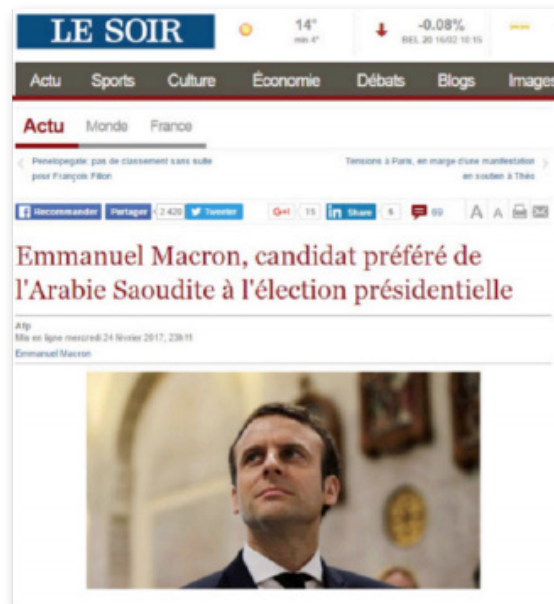 LE SOIR
14°
min 4°
-0.08%
BEL 20 16/02 10:15
Actu Sports Culture Économie Débats Blogs Images
Actu Monde France
Penelopegate: pas de classement sans suite
pour François Fillon
Tensions à Paris, en marge d'une manifestation
en soutien à Théo
Recommander Partager 2 420 Tweeter G+1 15 in Share 5 89 A A
Emmanuel Macron, candidat préféré de
l'Arabie Saoudite à l'élection présidentielle
Afp
Mis en ligne mercredi 24 février 2017, 23h11
Emmanuel Macron